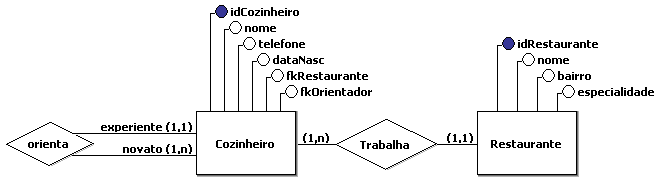 idCozinheiro
nome
telefone
dataNasc
fkRestaurante
fkOrientador
idRestaurante
nome
bairro
especialidade
orienta
experiente (1,1)
novato (1,n)
Cozinheiro
(1,n)
Trabalha
(1,1)
Restaurante